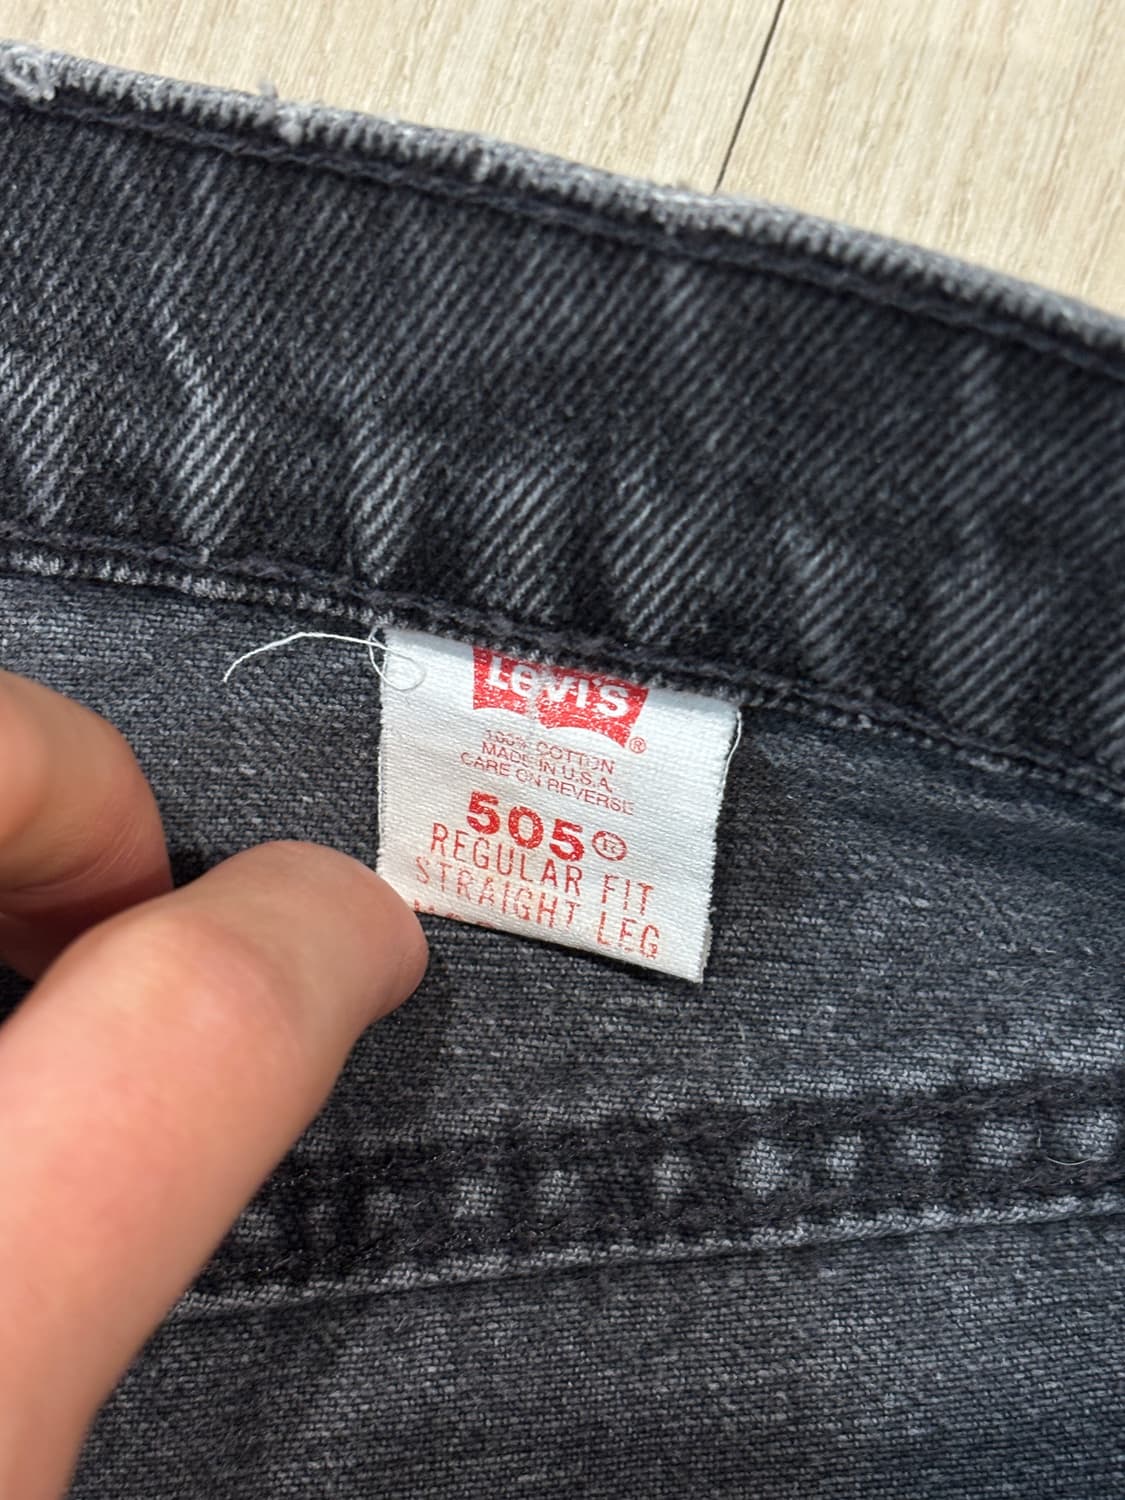 Levi's®
100% COTTON
MADE IN U.S.A.
CARE ON REVERSE
505®
REGULAR FIT
STRAIGHT LEG